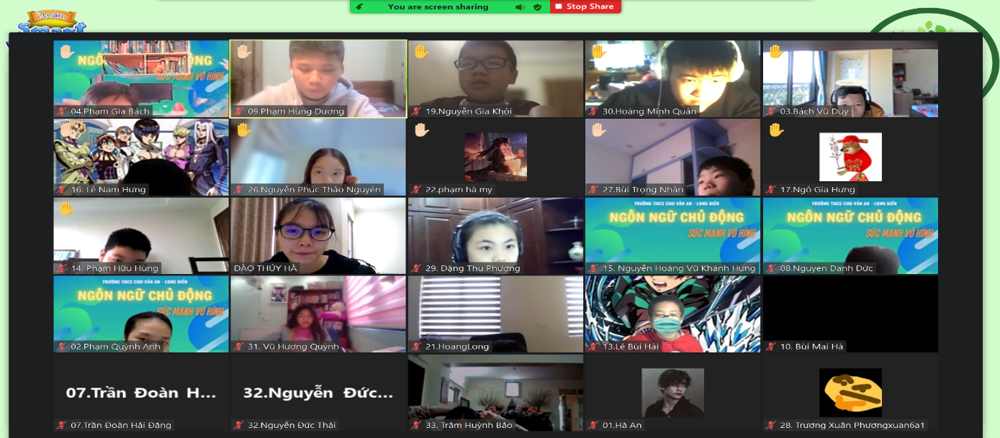 You are screen sharing
Stop Share
i-Learn
Smart
NGÔ
ỘNG
SỨC MẠNH VÔ HÌNH
04.Phạm Gia Bách
09.Phạm Hùng Dương
19.Nguyễn Gia Khôi
30.Hoàng Minh Quân
03.Bách Vũ Duy
16. Lê Nam Hưng
26.Nguyễn Phúc Thảo Nguyên
22.phạm hà my
27.Bùi Trọng Nhân
17.Ngô Gia Hưng
14. Phạm Hữu Hùng
ĐÀO THÚY HÀ
29. Đặng Thu Phương
TRƯỜNG THCS CHU VĂN AN - LONG BIÊN
NGÔN NGỮ CHỦ ĐỘNG
SỨC MẠNH VÔ HÌNH
15. Nguyễn Hoàng Vũ Khánh Hưng
TRƯỜNG THCS CHU VĂN AN - LONG BIÊN
NGÔN NGỮ CHỦ ĐỘNG
SỨC MẠNH VÔ HÌNH
08.Nguyen Danh Đức
TRƯỜNG THCS CHU VĂN AN - LONG BIÊN
NGÔN NGỮ CHỦ ĐỘNG
SỨC MẠNH VÔ HÌNH
02.Phạm Quỳnh Anh
31. Vũ Hương Quỳnh
21.HoangLong
13.Lê Bùi Hải
10. Bùi Mai Hà
07.Trần Đoàn H...
07.Trần Đoàn Hải Đăng
32.Nguyễn Đức...
32.Nguyễn Đức Thái
33. Trâm Huỳnh Bảo
01.Hà An
28. Trương Xuân Phươngxuan6a1